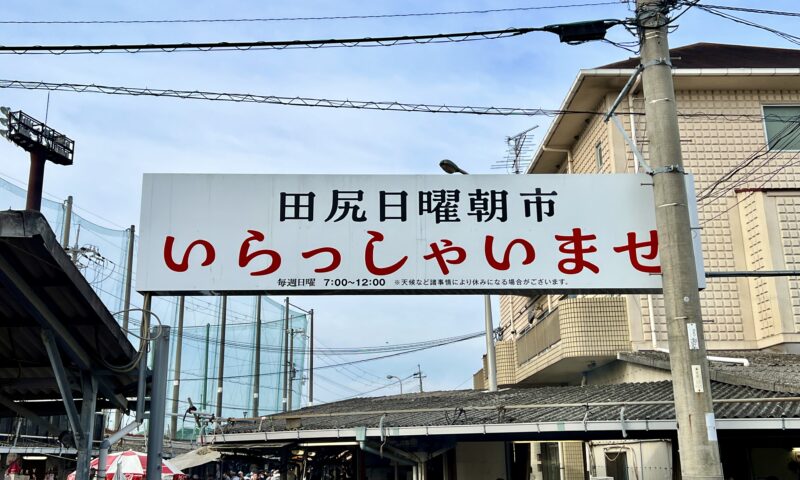 田尻日曜朝市
いらっしゃいませ
毎週日曜 7:00~12:00 ※天候など諸事情により休みになる場合がございます。